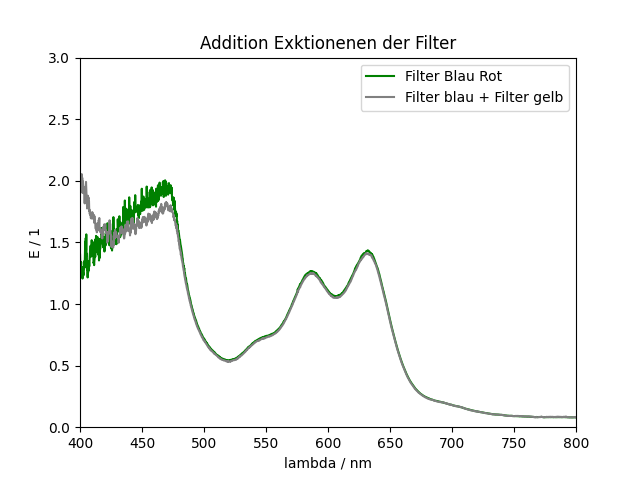 Addition Exktionenen der Filter
Filter Blau Rot
Filter blau + Filter gelb
3.0
2.5
2.0
1.5
1.0
0.5
0.0
E / 1
400 450 500 550 600 650 700 750 800
lambda / nm